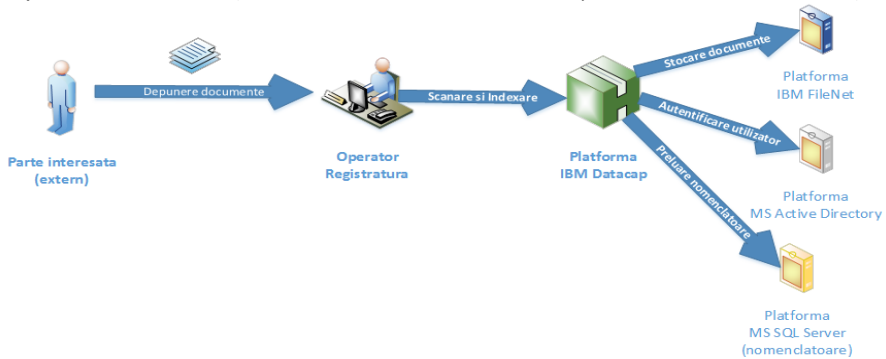 Stocare documente
Platforma
IBM FileNet
Depunere documente
Scanare si Indexare
Autentificare utilizator
Parte interesata
(extern)
Operator
Registratura
Platforma
IBM Datacap
Preluare nomenclatoare
Platforma
MS Active Directory
Platforma
MS SQL Server
(nomenclatoare)